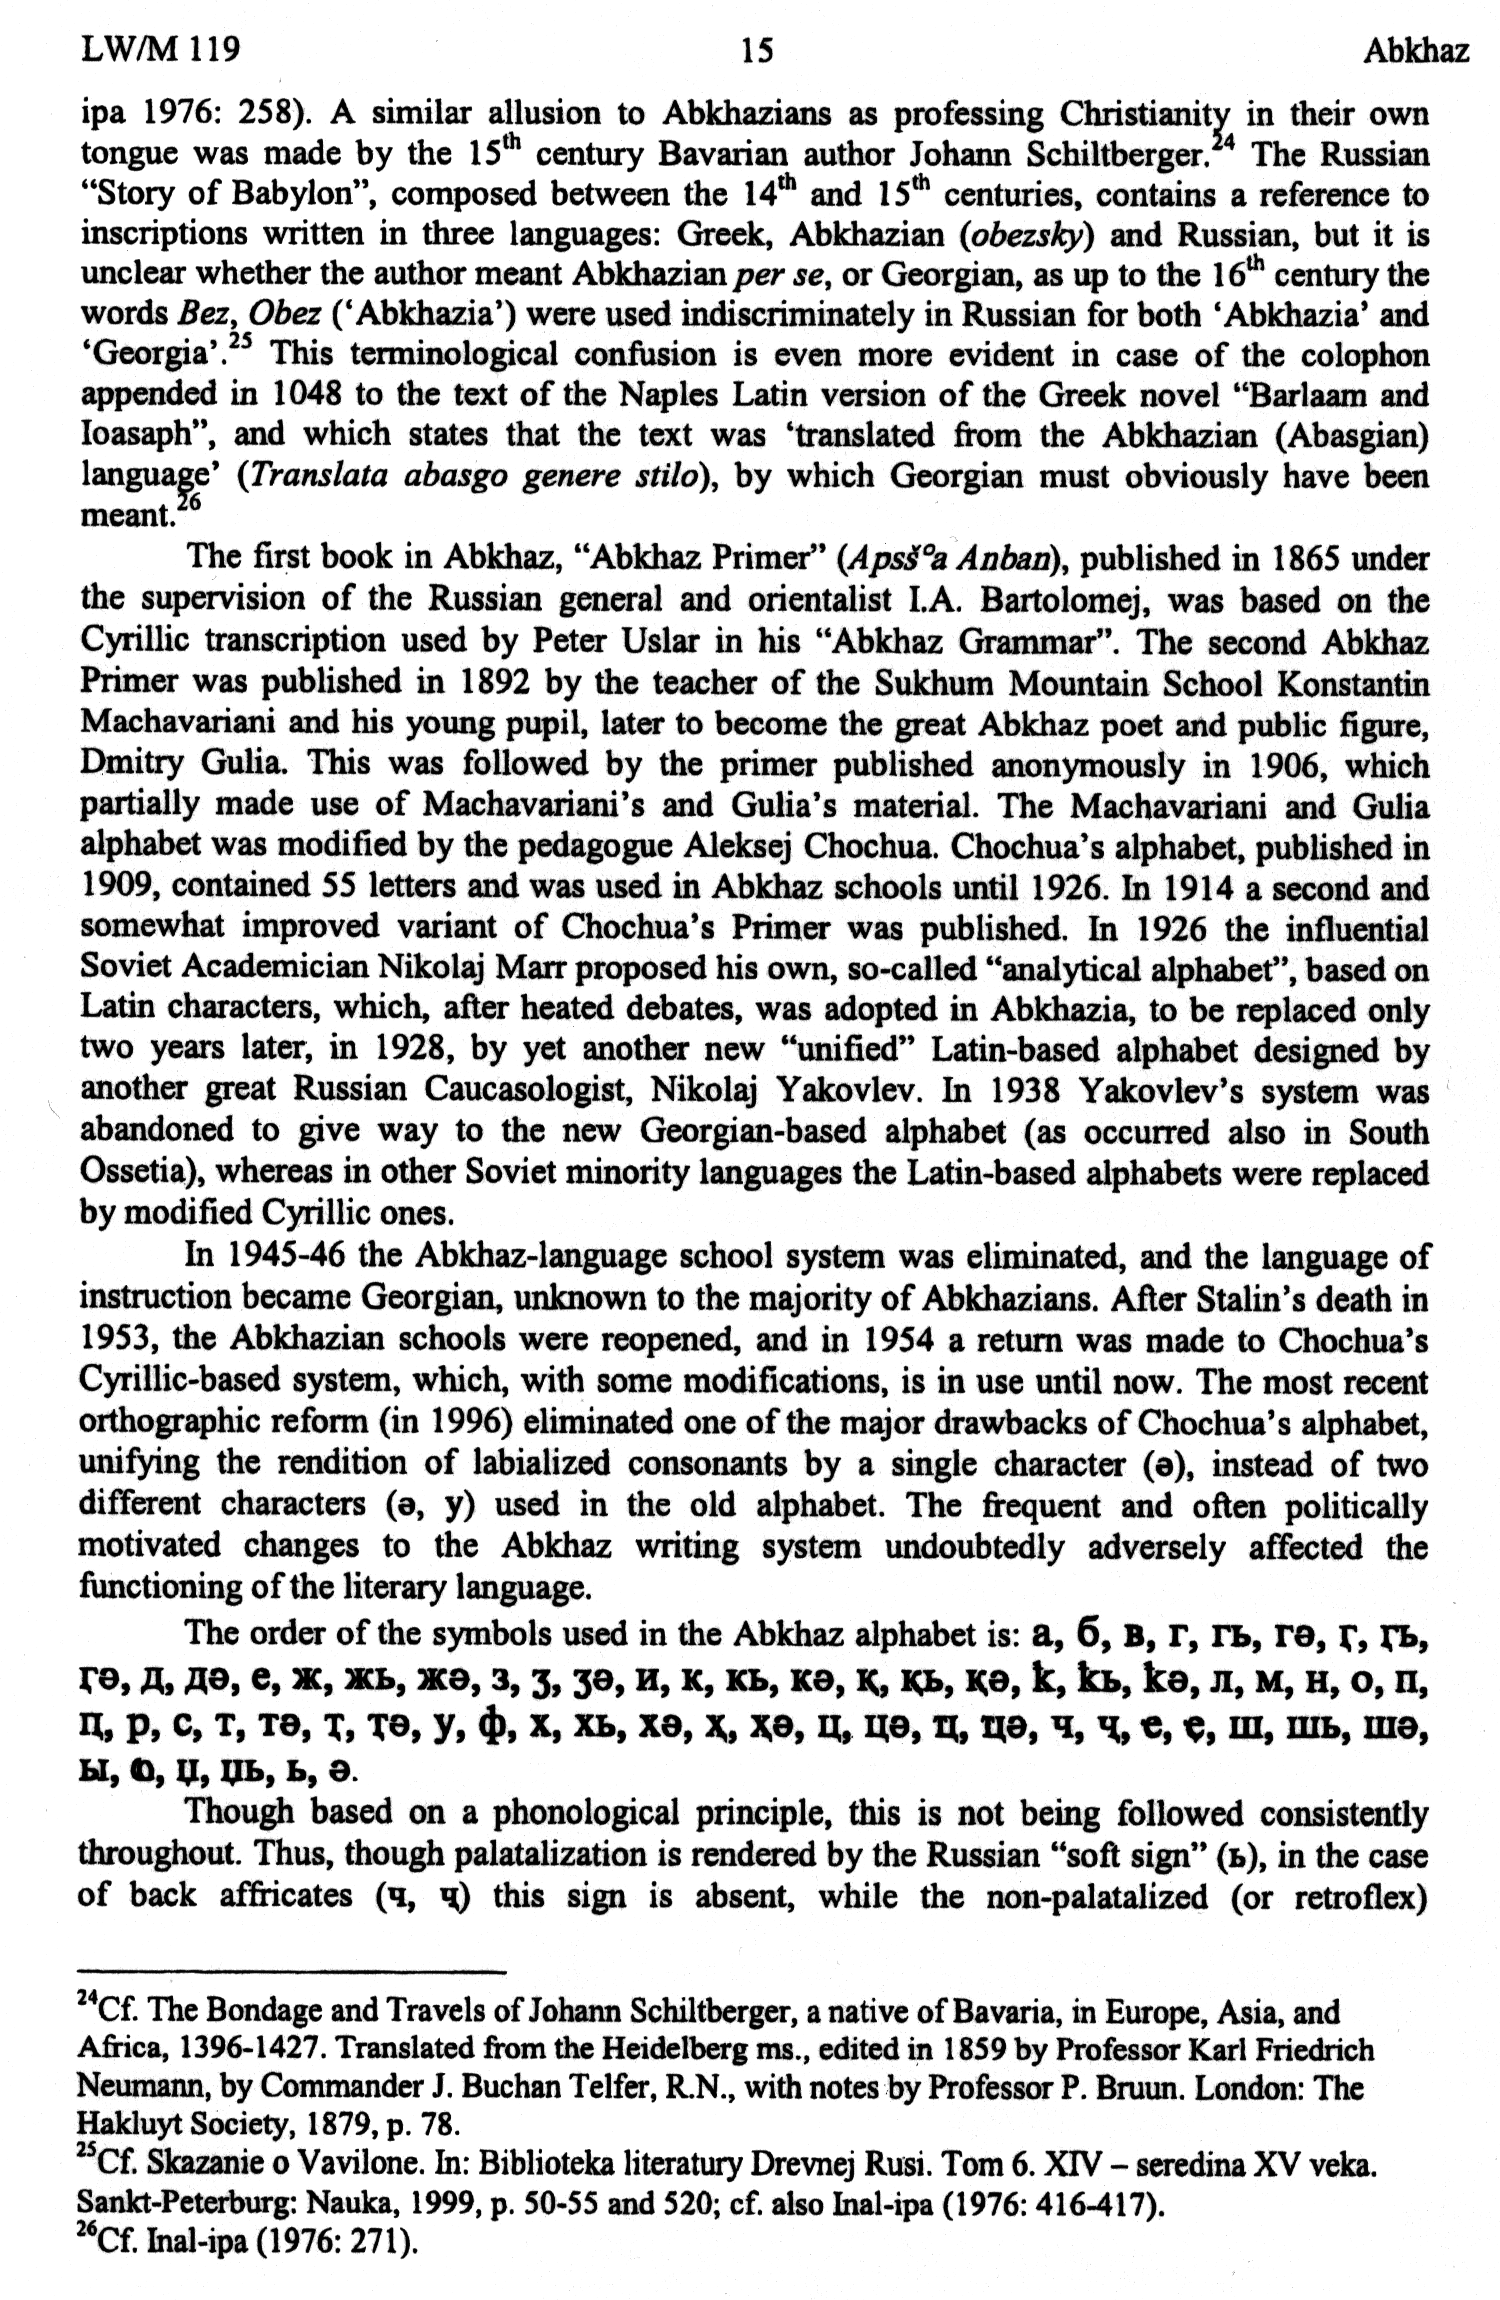 LW/M 119 15 Abkhaz
ipa 1976: 258). A similar allusion to Abkhazians as professing Christianity in their own
tongue was made by the 15th century Bavarian author Johann Schiltberger.24 The Russian
“Story of Babylon”, composed between the 14th and 15th centuries, contains a reference to
inscriptions written in three languages: Greek, Abkhazian (obezsky) and Russian, but it is
unclear whether the author meant Abkhazian per se, or Georgian, as up to the 16th century the
words Bez, Obez (‘Abkhazia’) were used indiscriminately in Russian for both ‘Abkhazia’ and
‘Georgia’.25 This terminological confusion is even more evident in case of the colophon
appended in 1048 to the text of the Naples Latin version of the Greek novel “Barlaam and
Ioasaph”, and which states that the text was ‘translated from the Abkhazian (Abasgian)
language’ (Translata abasgo genere stilo), by which Georgian must obviously have been
meant.26
The first book in Abkhaz, “Abkhaz Primer” (Apsš°a Anban), published in 1865 under
the supervision of the Russian general and orientalist I.A. Bartolomej, was based on the
Cyrillic transcription used by Peter Uslar in his “Abkhaz Grammar”. The second Abkhaz
Primer was published in 1892 by the teacher of the Sukhum Mountain School Konstantin
Machavariani and his young pupil, later to become the great Abkhaz poet and public figure,
Dmitry Gulia. This was followed by the primer published anonymously in 1906, which
partially made use of Machavariani’s and Gulia’s material. The Machavariani and Gulia
alphabet was modified by the pedagogue Aleksej Chochua. Chochua’s alphabet, published in
1909, contained 55 letters and was used in Abkhaz schools until 1926. In 1914 a second and
somewhat improved variant of Chochua’s Primer was published. In 1926 the influential
Soviet Academician Nikolaj Marr proposed his own, so-called “analytical alphabet”, based on
Latin characters, which, after heated debates, was adopted in Abkhazia, to be replaced only
two years later, in 1928, by yet another new “unified” Latin-based alphabet designed by
another great Russian Caucasologist, Nikolaj Yakovlev. In 1938 Yakovlev’s system was
abandoned to give way to the new Georgian-based alphabet (as occurred also in South
Ossetia), whereas in other Soviet minority languages the Latin-based alphabets were replaced
by modified Cyrillic ones.
In 1945-46 the Abkhaz-language school system was eliminated, and the language of
instruction became Georgian, unknown to the majority of Abkhazians. After Stalin’s death in
1953, the Abkhazian schools were reopened, and in 1954 a return was made to Chochua’s
Cyrillic-based system, which, with some modifications, is in use until now. The most recent
orthographic reform (in 1996) eliminated one of the major drawbacks of Chochua’s alphabet,
unifying the rendition of labialized consonants by a single character (ә), instead of two
different characters (ә, у) used in the old alphabet. The frequent and often politically
motivated changes to the Abkhaz writing system undoubtedly adversely affected the
functioning of the literary language.
The order of the symbols used in the Abkhaz alphabet is: а, б, в, г, гь, гә, ӷ, ӷь,
ӷә, д, дә, е, ж, жь, жә, з, ӡ, ӡә, и, к, кь, кә, қ, қь, қә, ҟ, ҟь, ҟә, л, м, н, о, п,
ԥ, р, с, т, тә, ҭ, ҭә, у, ф, х, хь, хә, ҳ, ҳә, ц, цә, ҵ, ҵә, ч, ҷ, ҽ, ҿ, ш, шь, шә,
ы, ҩ, џ, џь, ь, ә.
Though based on a phonological principle, this is not being followed consistently
throughout. Thus, though palatalization is rendered by the Russian “soft sign” (ь), in the case
of back affricates (ч, ҷ) this sign is absent, while the non-palatalized (or retroflex)
24Cf. The Bondage and Travels of Johann Schiltberger, a native of Bavaria, in Europe, Asia, and
Africa, 1396-1427. Translated from the Heidelberg ms., edited in 1859 by Professor Karl Friedrich
Neumann, by Commander J. Buchan Telfer, R.N., with notes by Professor P. Bruun. London: The
Hakluyt Society, 1879, p. 78.
25Cf. Skazanie o Vavilone. In: Biblioteka literatury Drevnej Rusi. Tom 6. XIV – seredina XV veka.
Sankt-Peterburg: Nauka, 1999, p. 50-55 and 520; cf. also Inal-ipa (1976: 416-417).
26Cf. Inal-ipa (1976: 271).